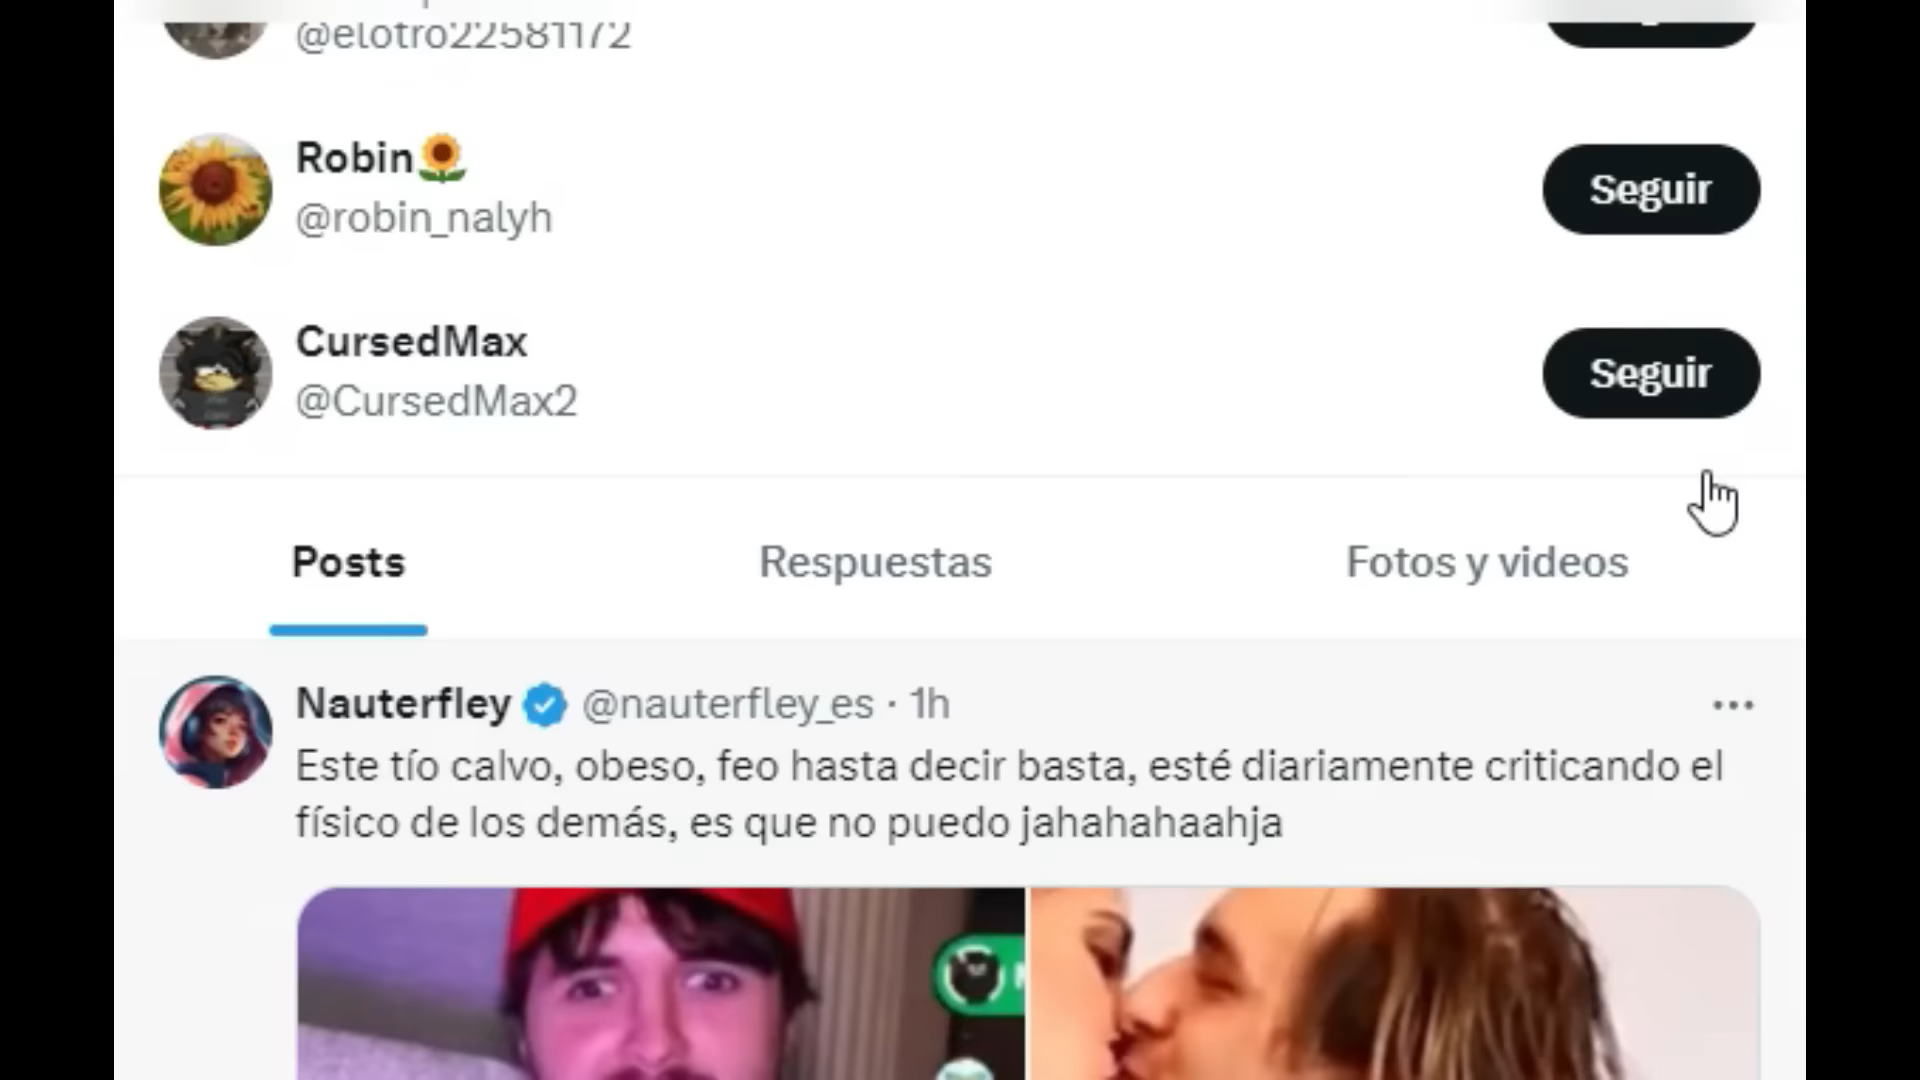 @elotro22581172
Robin🌻
@robin_nalyh
Seguir
CursedMax
@CursedMax2
Seguir
Posts
Respuestas
Fotos y videos
Nauterfley @nauterfley_es · 1h
Este tío calvo, obeso, feo hasta decir basta, esté diariamente criticando el
físico de los demás, es que no puedo jahahahaahja